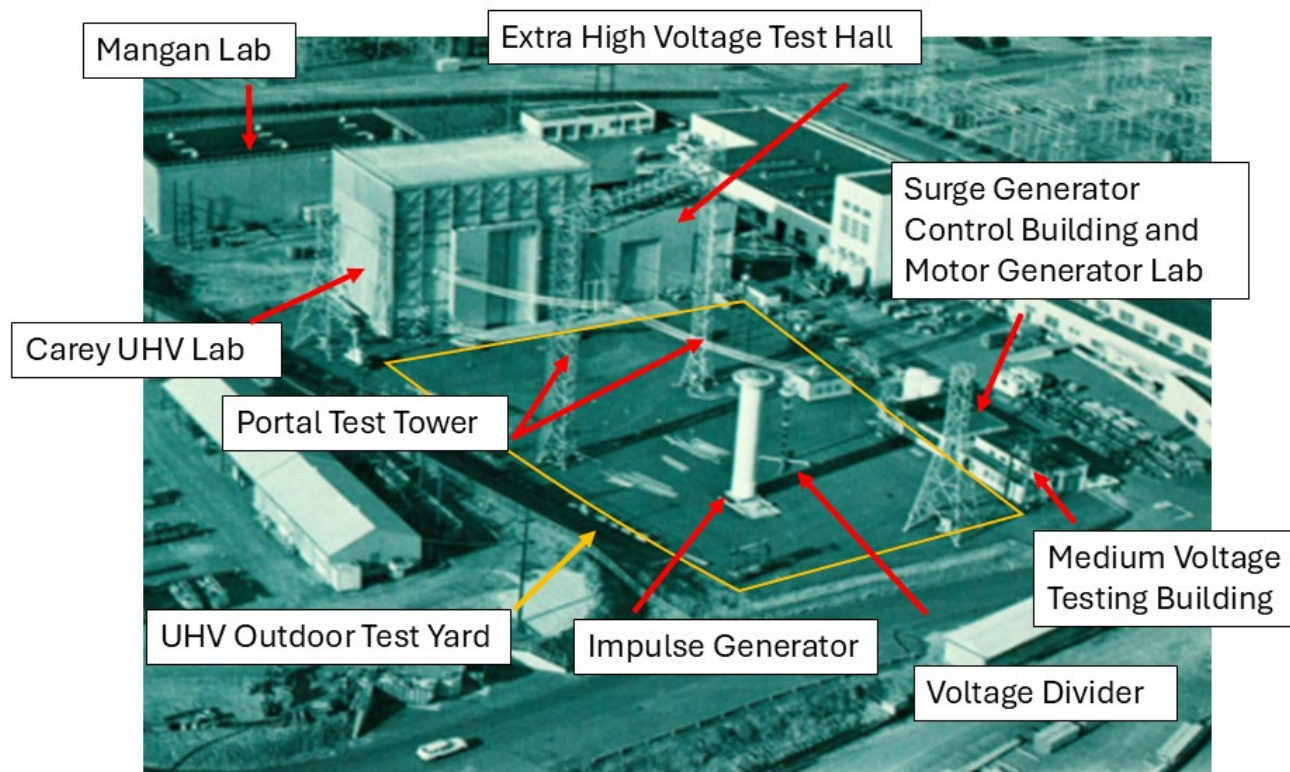 Mangan Lab
Extra High Voltage Test Hall
Surge Generator
Control Building and
Motor Generator Lab
Carey UHV Lab
Portal Test Tower
UHV Outdoor Test Yard
Impulse Generator
Medium Voltage
Testing Building
Voltage Divider